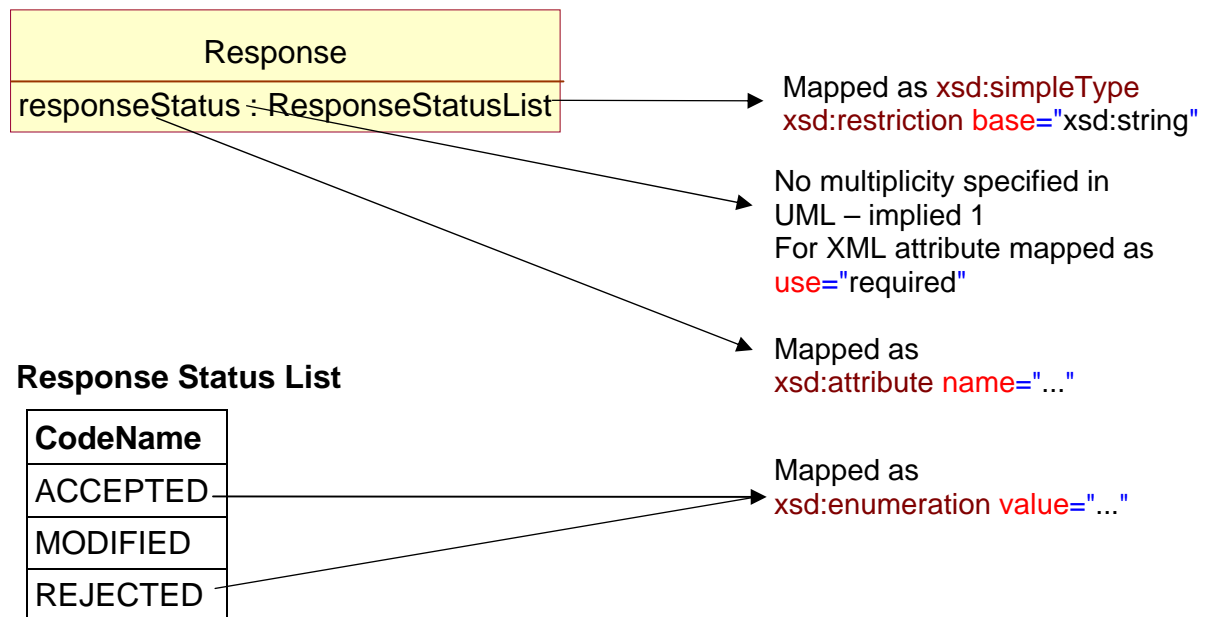 Response
responseStatus : ResponseStatusList
Mapped as xsd:simpleType
xsd:restriction base="xsd:string"
No multiplicity specified in
UML – implied 1
For XML attribute mapped as
use="required"
Mapped as
xsd:attribute name="..."
Response Status List
CodeName
ACCEPTED
MODIFIED
REJECTED
Mapped as
xsd:enumeration value="..."